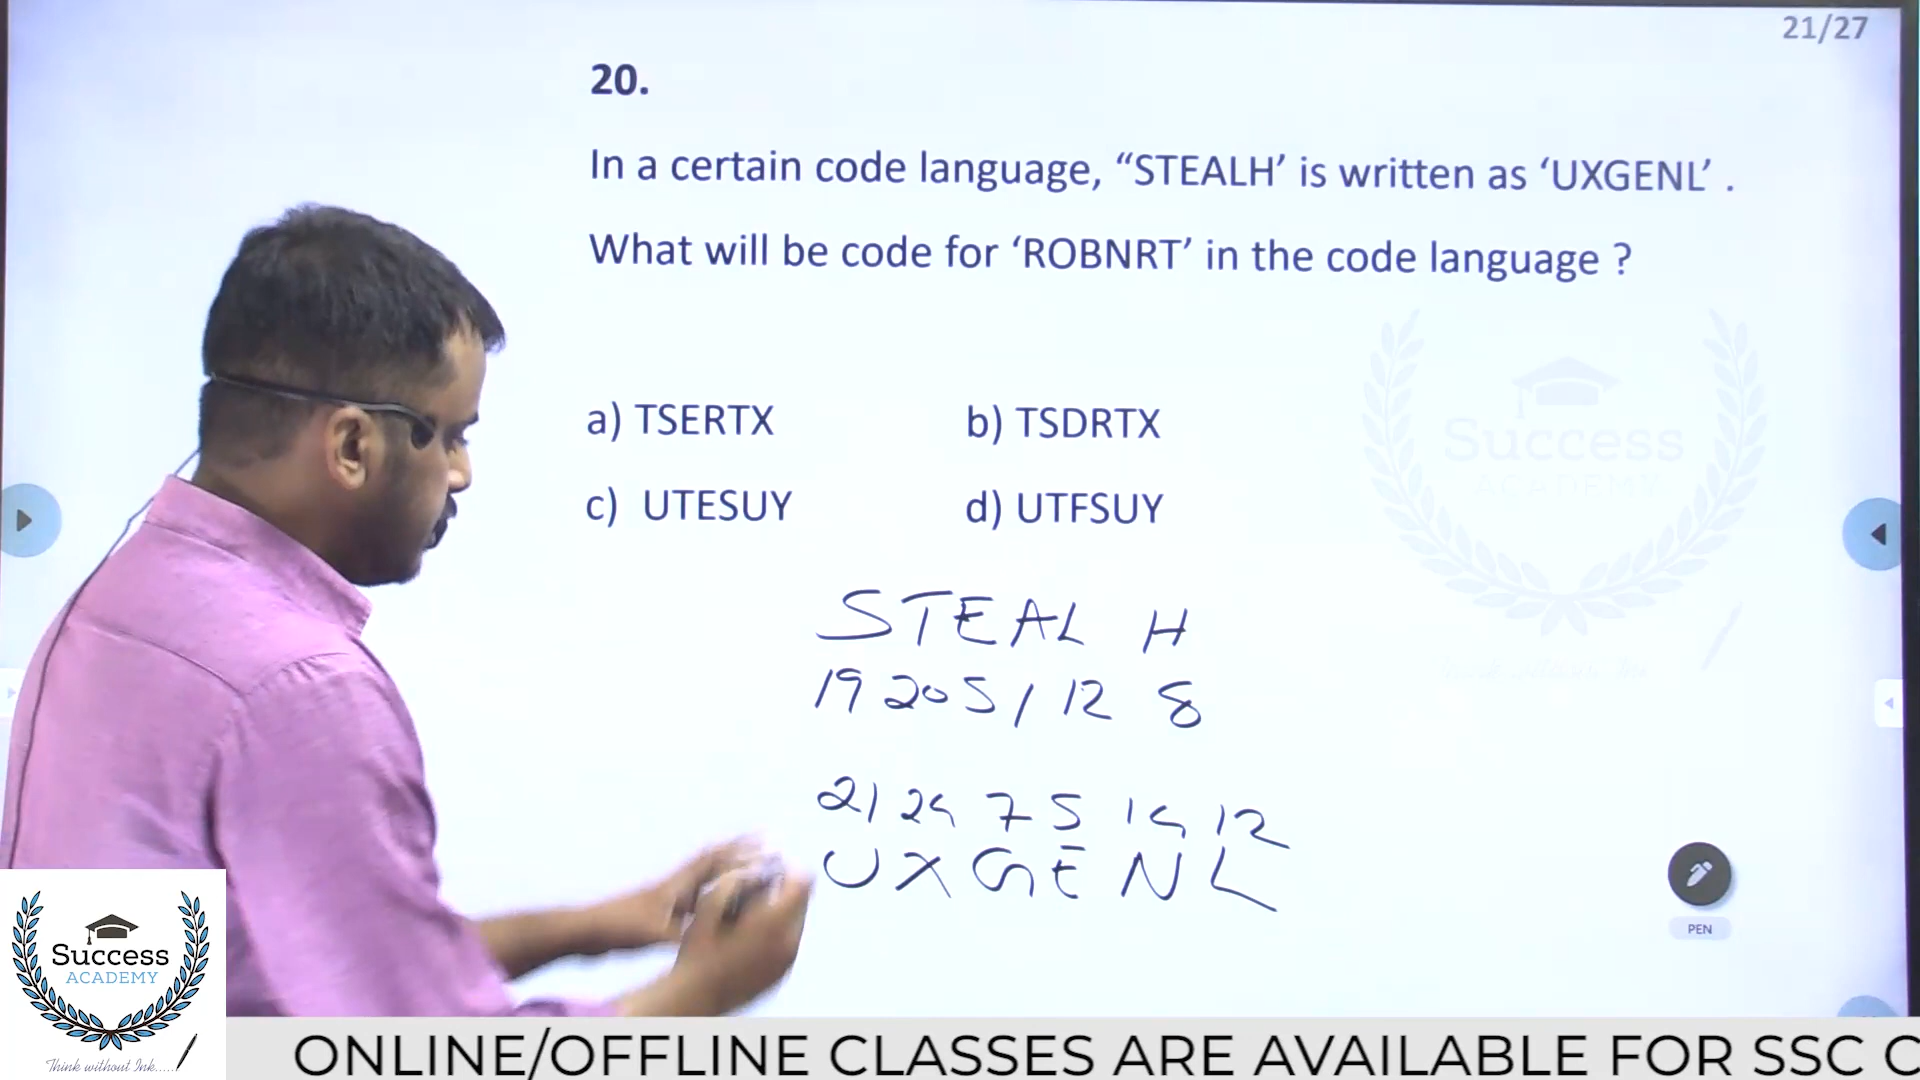 21/27
20.
In a certain code language, “STEALH’ is written as ‘UXGENL’ .
What will be code for ‘ROBNRT’ in the code language ?
a) TSERTX
b) TSDRTX
c) UTESUY
d) UTFSUY
Success
ACADEMY
STEAL H
19 20 5 1 12 8
21 24 7 5 14 12
UXGENL
PEN
Success
ACADEMY
Think without Ink.....
ONLINE/OFFLINE CLASSES ARE AVAILABLE FOR SSC C